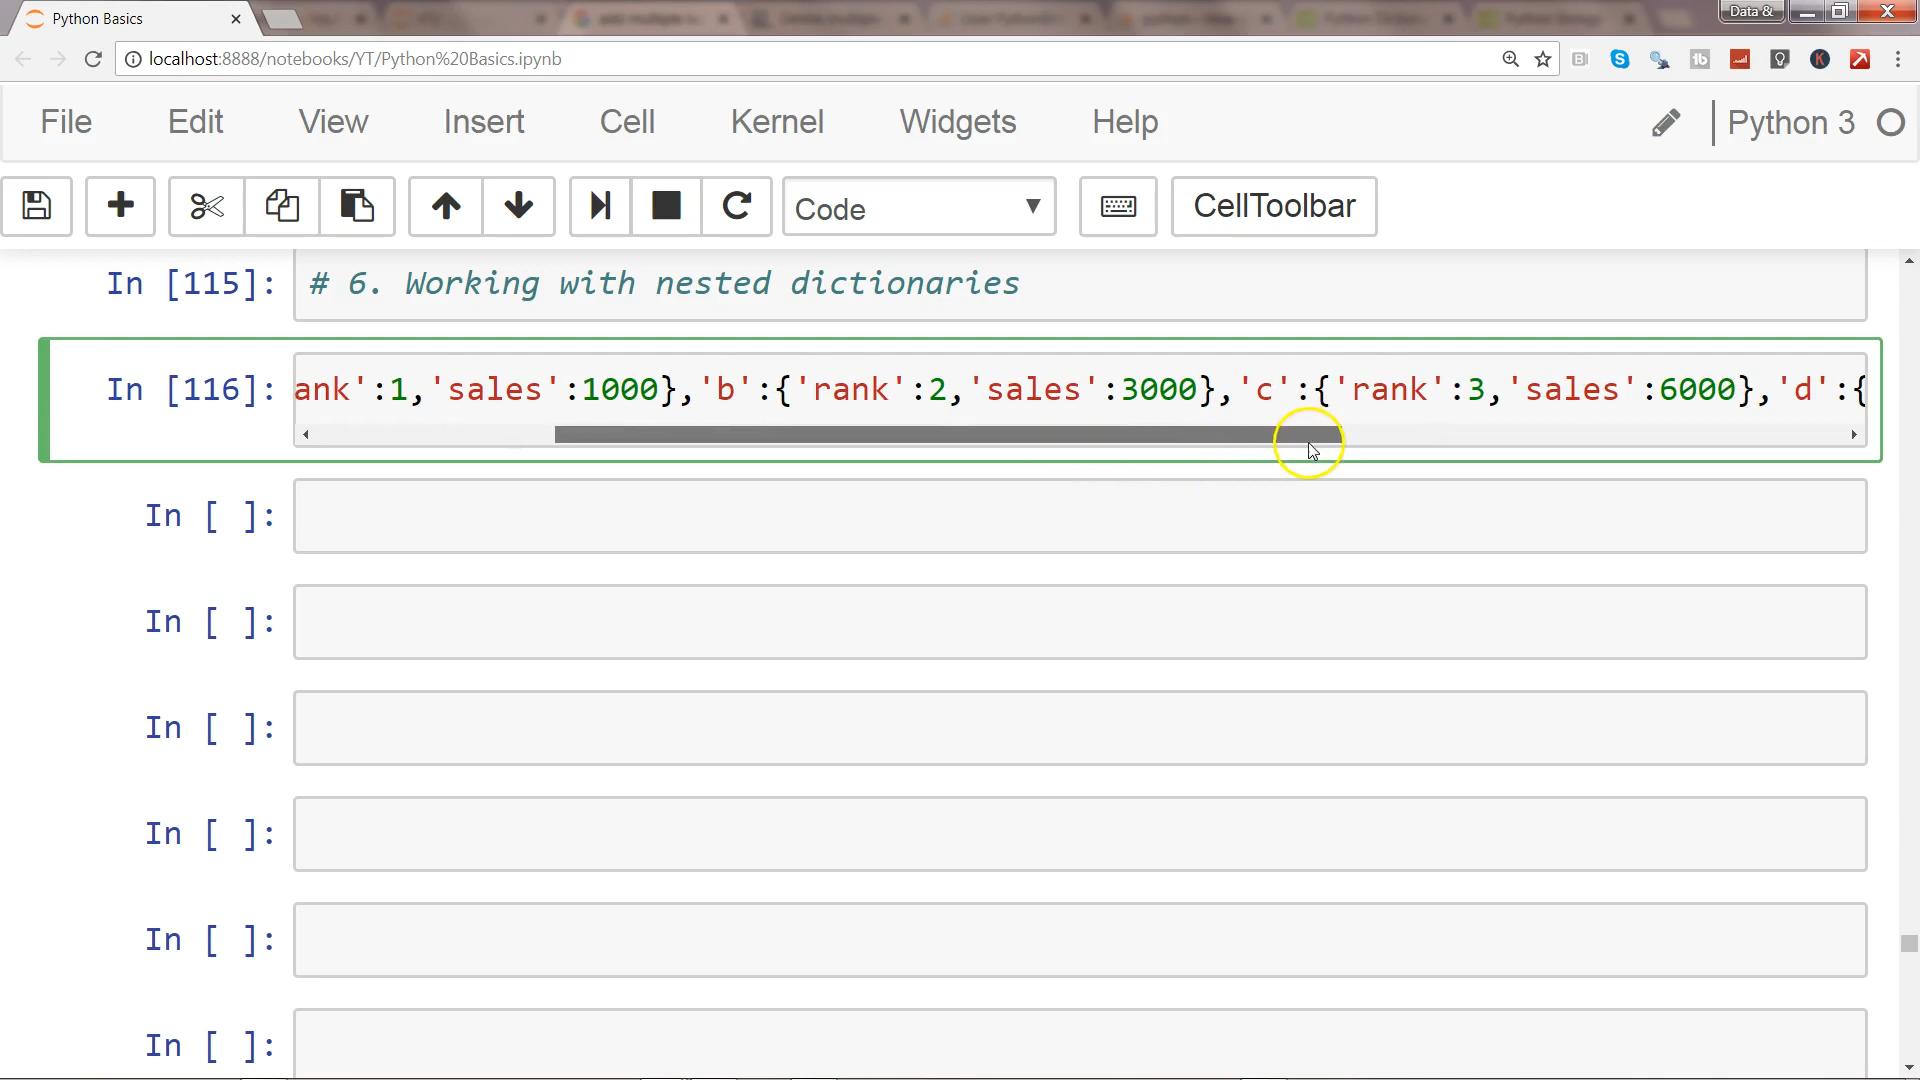 Python Basics
Data &
localhost:8888/notebooks/YT/Python%20Basics.ipynb
File Edit View Insert Cell Kernel Widgets Help Python 3
Code CellToolbar
In [115]: # 6. Working with nested dictionaries
In [116]: ank':1,'sales':1000},'b':{'rank':2,'sales':3000},'c':{'rank':3,'sales':6000},'d':{
In [ ]:
In [ ]:
In [ ]:
In [ ]:
In [ ]:
In [ ]: